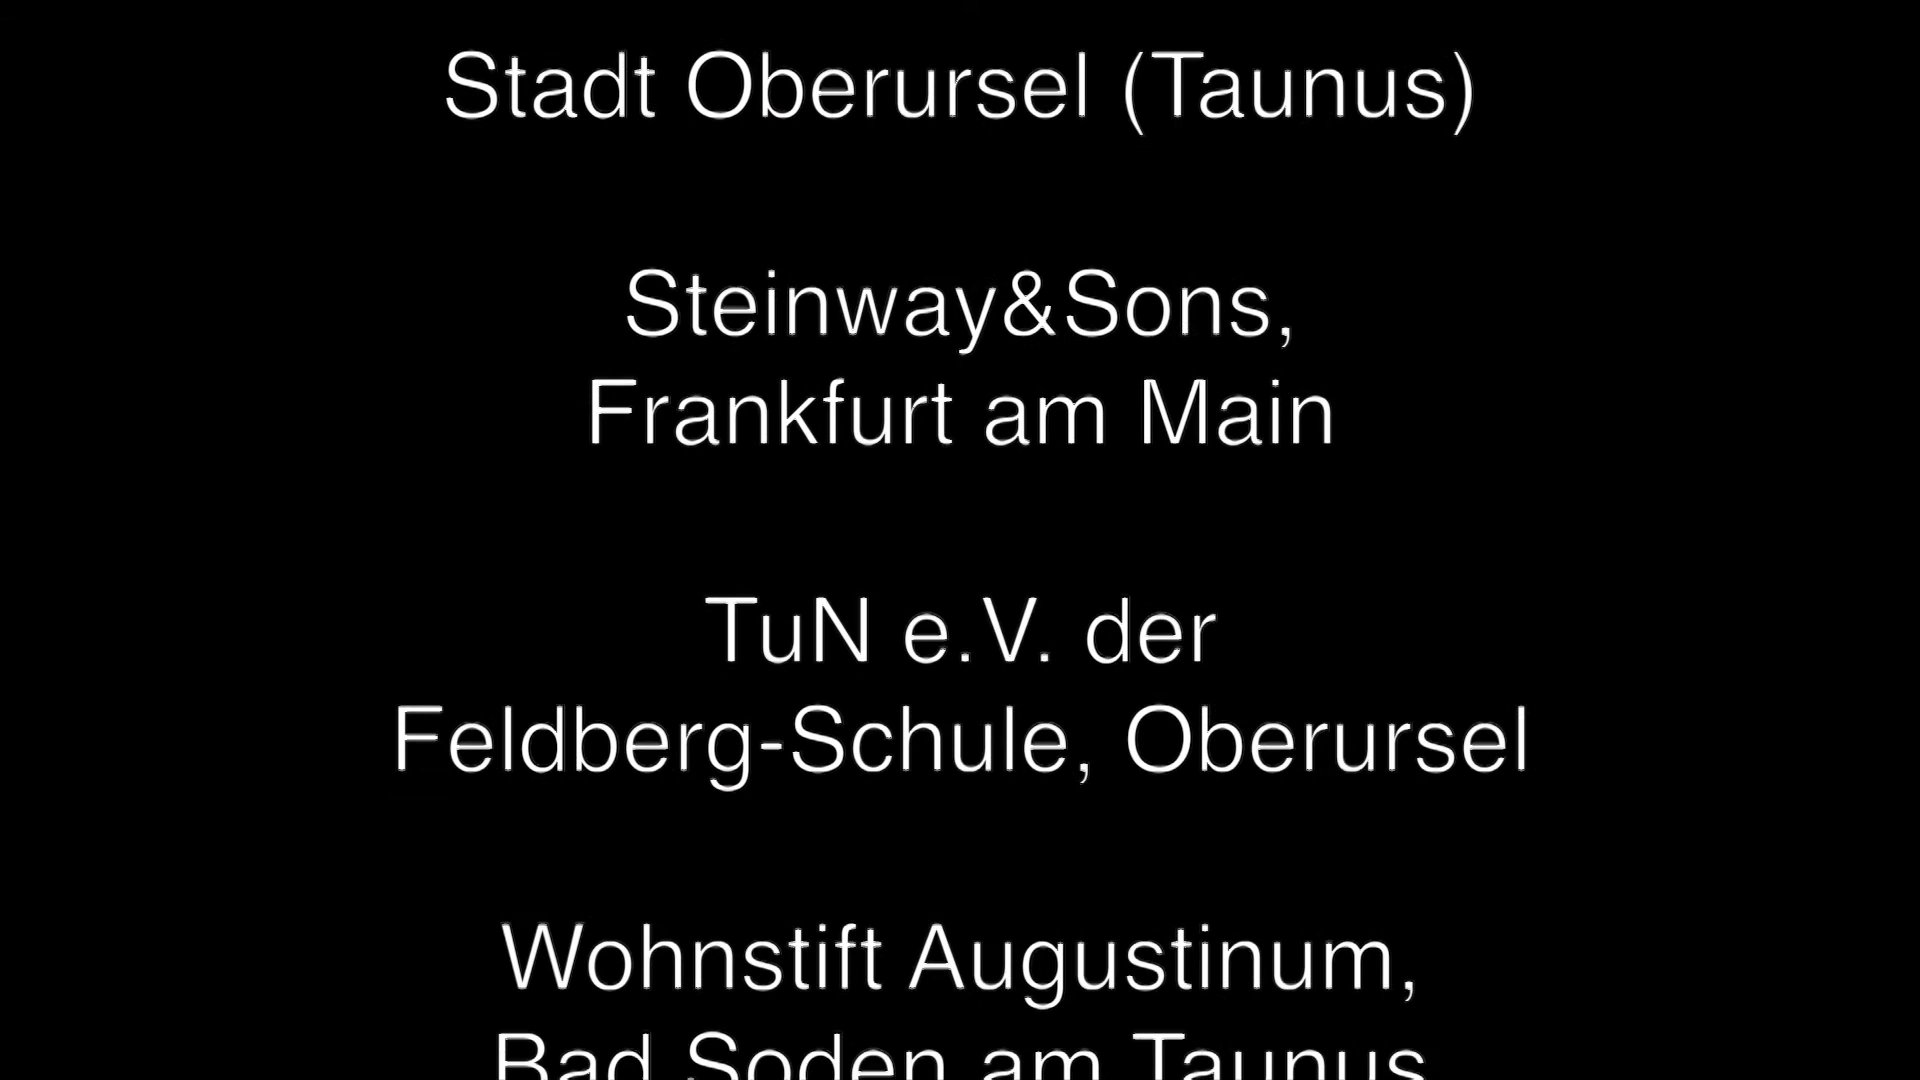 Stadt Oberursel (Taunus)
Steinway&Sons,
Frankfurt am Main
TuN e.V. der
Feldberg-Schule, Oberursel
Wohnstift Augustinum,
Bad Soden am Taunus